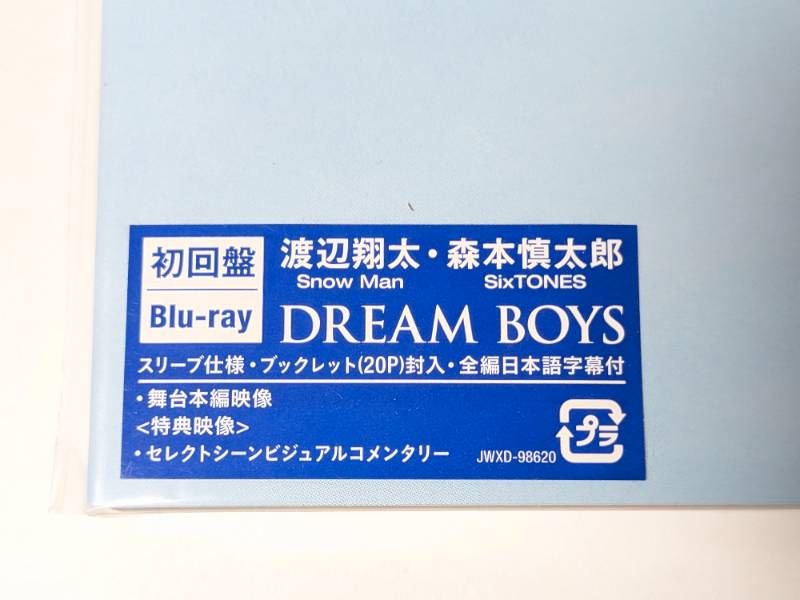 初回盤
Blu-ray
渡辺翔太・森本慎太郎
Snow Man SixTONES
DREAM BOYS
スリーブ仕様・ブックレット(20P)封入・全編日本語字幕付
・舞台本編映像
<特典映像>
・セレクトシーンビジュアルコメンタリー
JWXD-98620
プラ